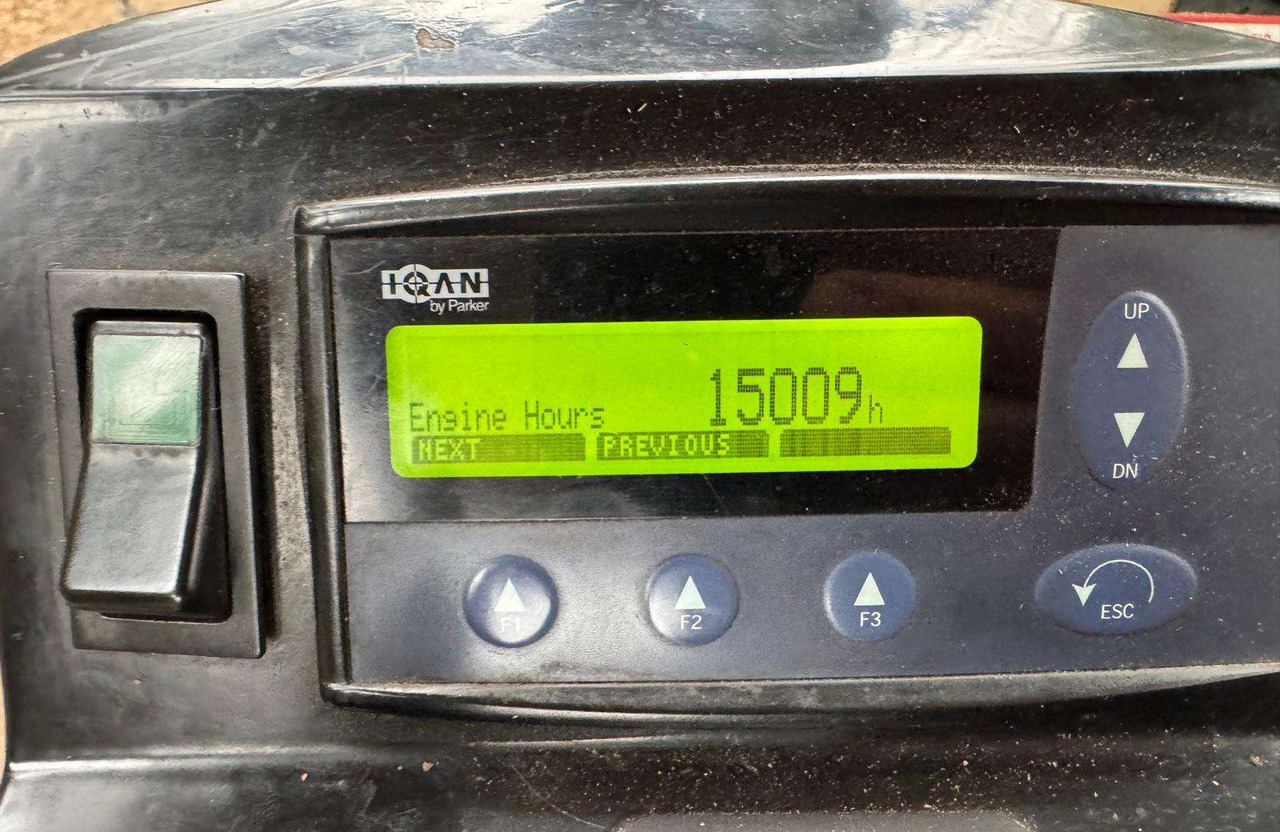 IQAN
by Parker
Engine Hours 15009h
NEXT PREVIOUS
UP
DN
F1 F2 F3
ESC